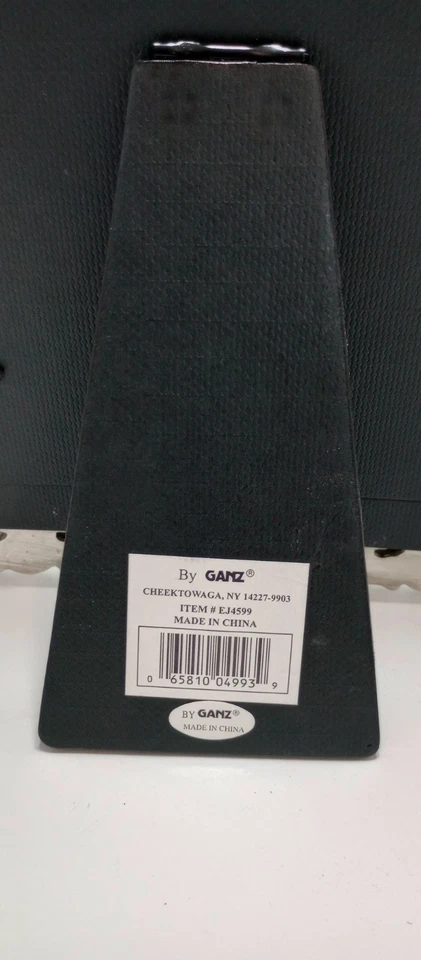 By GANZ®
CHEEKTOWAGA, NY 14227-9903
ITEM # EJ4599
MADE IN CHINA
0 65810 04993 9
BY GANZ®
MADE IN CHINA